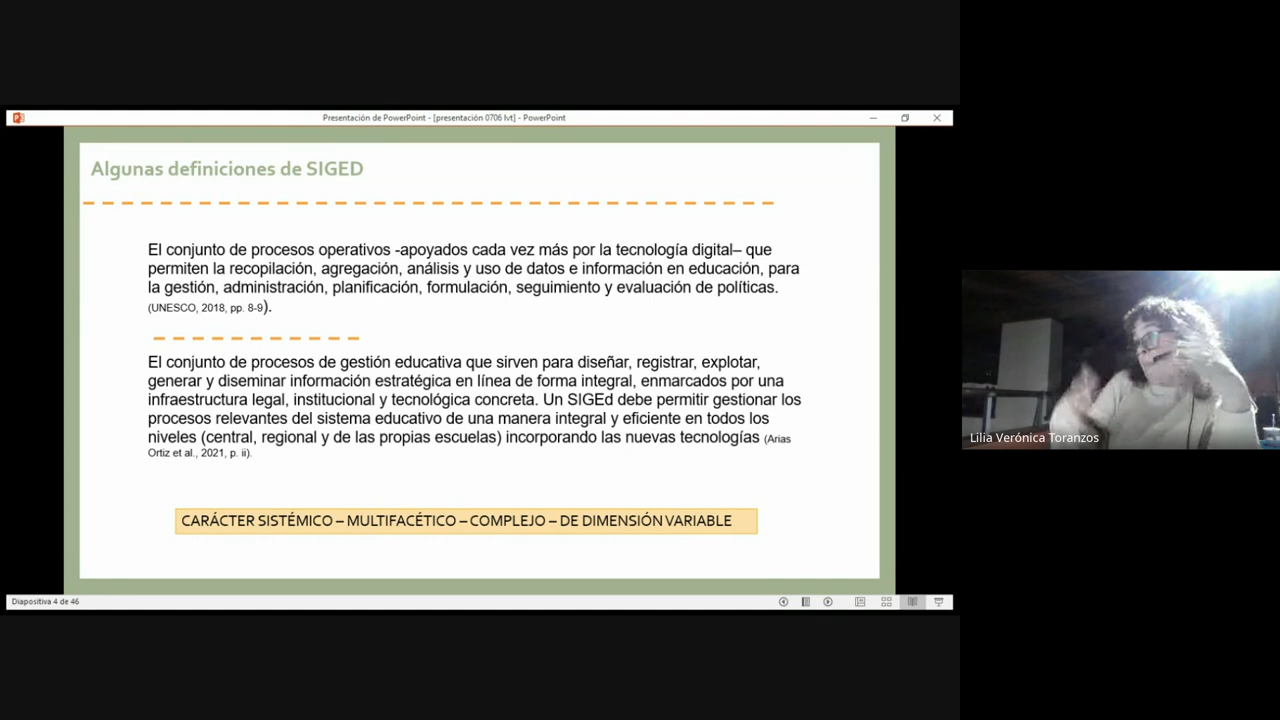 Presentación de PowerPoint - [presentación 0706 lvt] - PowerPoint
Algunas definiciones de SIGED
El conjunto de procesos operativos -apoyados cada vez más por la tecnología digital– que
permiten la recopilación, agregación, análisis y uso de datos e información en educación, para
la gestión, administración, planificación, formulación, seguimiento y evaluación de políticas.
(UNESCO, 2018, pp. 8-9).
El conjunto de procesos de gestión educativa que sirven para diseñar, registrar, explotar,
generar y diseminar información estratégica en línea de forma integral, enmarcados por una
infraestructura legal, institucional y tecnológica concreta. Un SIGEd debe permitir gestionar los
procesos relevantes del sistema educativo de una manera integral y eficiente en todos los
niveles (central, regional y de las propias escuelas) incorporando las nuevas tecnologías (Arias
Ortiz et al., 2021, p. ii).
CARÁCTER SISTÉMICO – MULTIFACÉTICO – COMPLEJO – DE DIMENSIÓN VARIABLE
Diapositiva 4 de 46
Lilia Verónica Toranzos